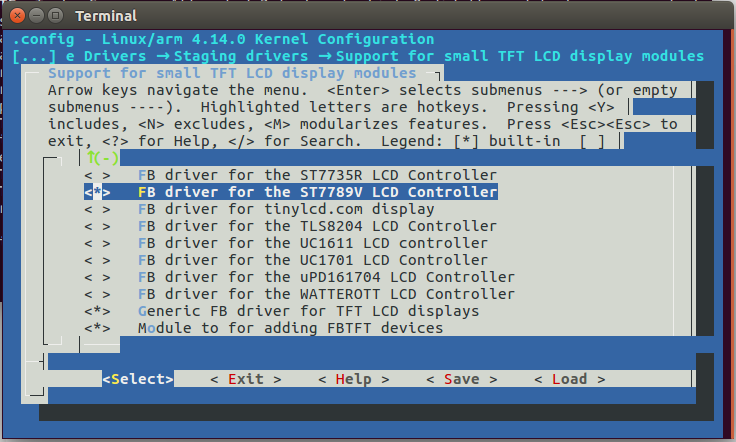 Terminal
.config - Linux/arm 4.14.0 Kernel Configuration
[...] e Drivers → Staging drivers → Support for small TFT LCD display modules
Support for small TFT LCD display modules
Arrow keys navigate the menu.  <Enter> selects submenus ---> (or empty
submenus ----).  Highlighted letters are hotkeys.  Pressing <Y>
includes, <N> excludes, <M> modularizes features.  Press <Esc><Esc> to
exit, <?> for Help, </> for Search.  Legend: [*] built-in  [ ]
↑(-)
< >   FB driver for the ST7735R LCD Controller
<*>   FB driver for the ST7789V LCD Controller
< >   FB driver for tinylcd.com display
< >   FB driver for the TLS8204 LCD Controller
< >   FB driver for the UC1611 LCD controller
< >   FB driver for the UC1701 LCD controller
< >   FB driver for the uPD161704 LCD Controller
< >   FB driver for the WATTEROTT LCD Controller
<*>   Generic FB driver for TFT LCD displays
<*>   Module to for adding FBTFT devices
<Select>    < Exit >    < Help >    < Save >    < Load >